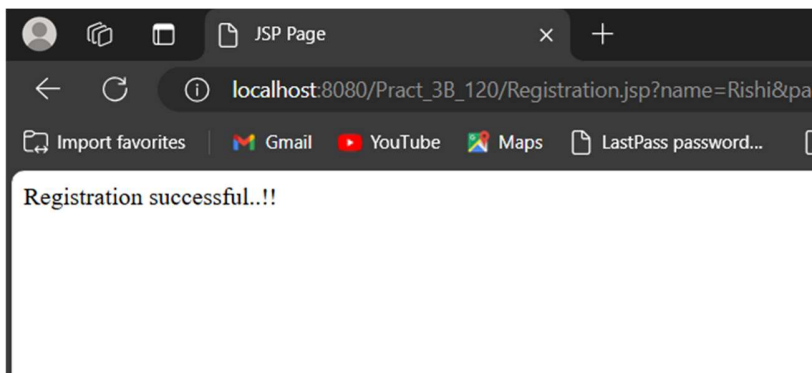 JSP Page
localhost:8080/Pract_3B_120/Registration.jsp?name=Rishi&pa
Import favorites Gmail YouTube Maps LastPass password...
Registration successful..!!